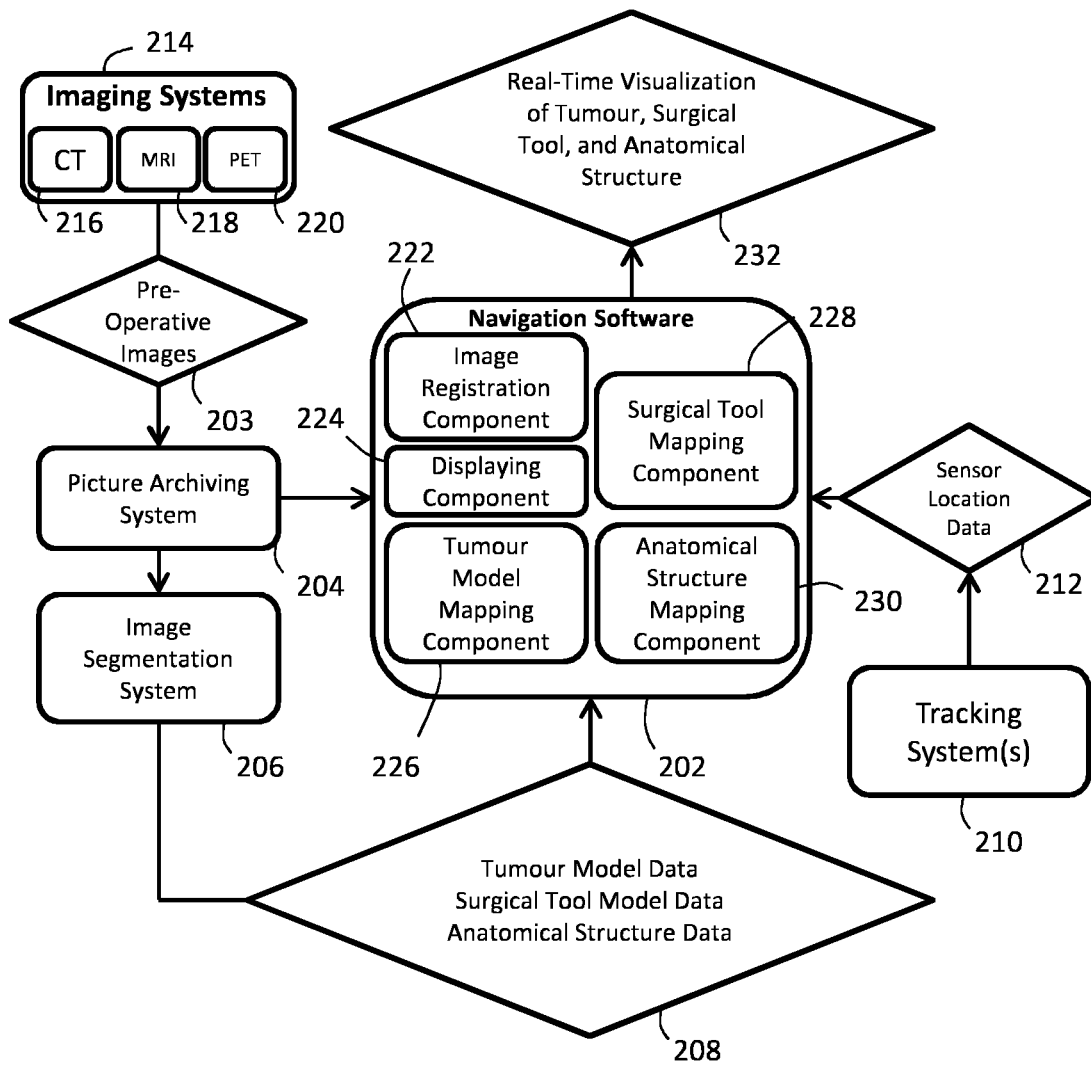 214
Imaging Systems
CT
MRI
PET
216
218
220
Real-Time Visualization
of Tumour, Surgical
Tool, and Anatomical
Structure
232
Pre-
Operative
Images
203
222
Navigation Software
228
Image
Registration
Component
224
Displaying
Component
Surgical Tool
Mapping
Component
Picture Archiving
System
204
Tumour
Model
Mapping
Component
Anatomical
Structure
Mapping
Component
230
Sensor
Location
Data
212
Image
Segmentation
System
206
226
202
Tracking
System(s)
210
Tumour Model Data
Surgical Tool Model Data
Anatomical Structure Data
208